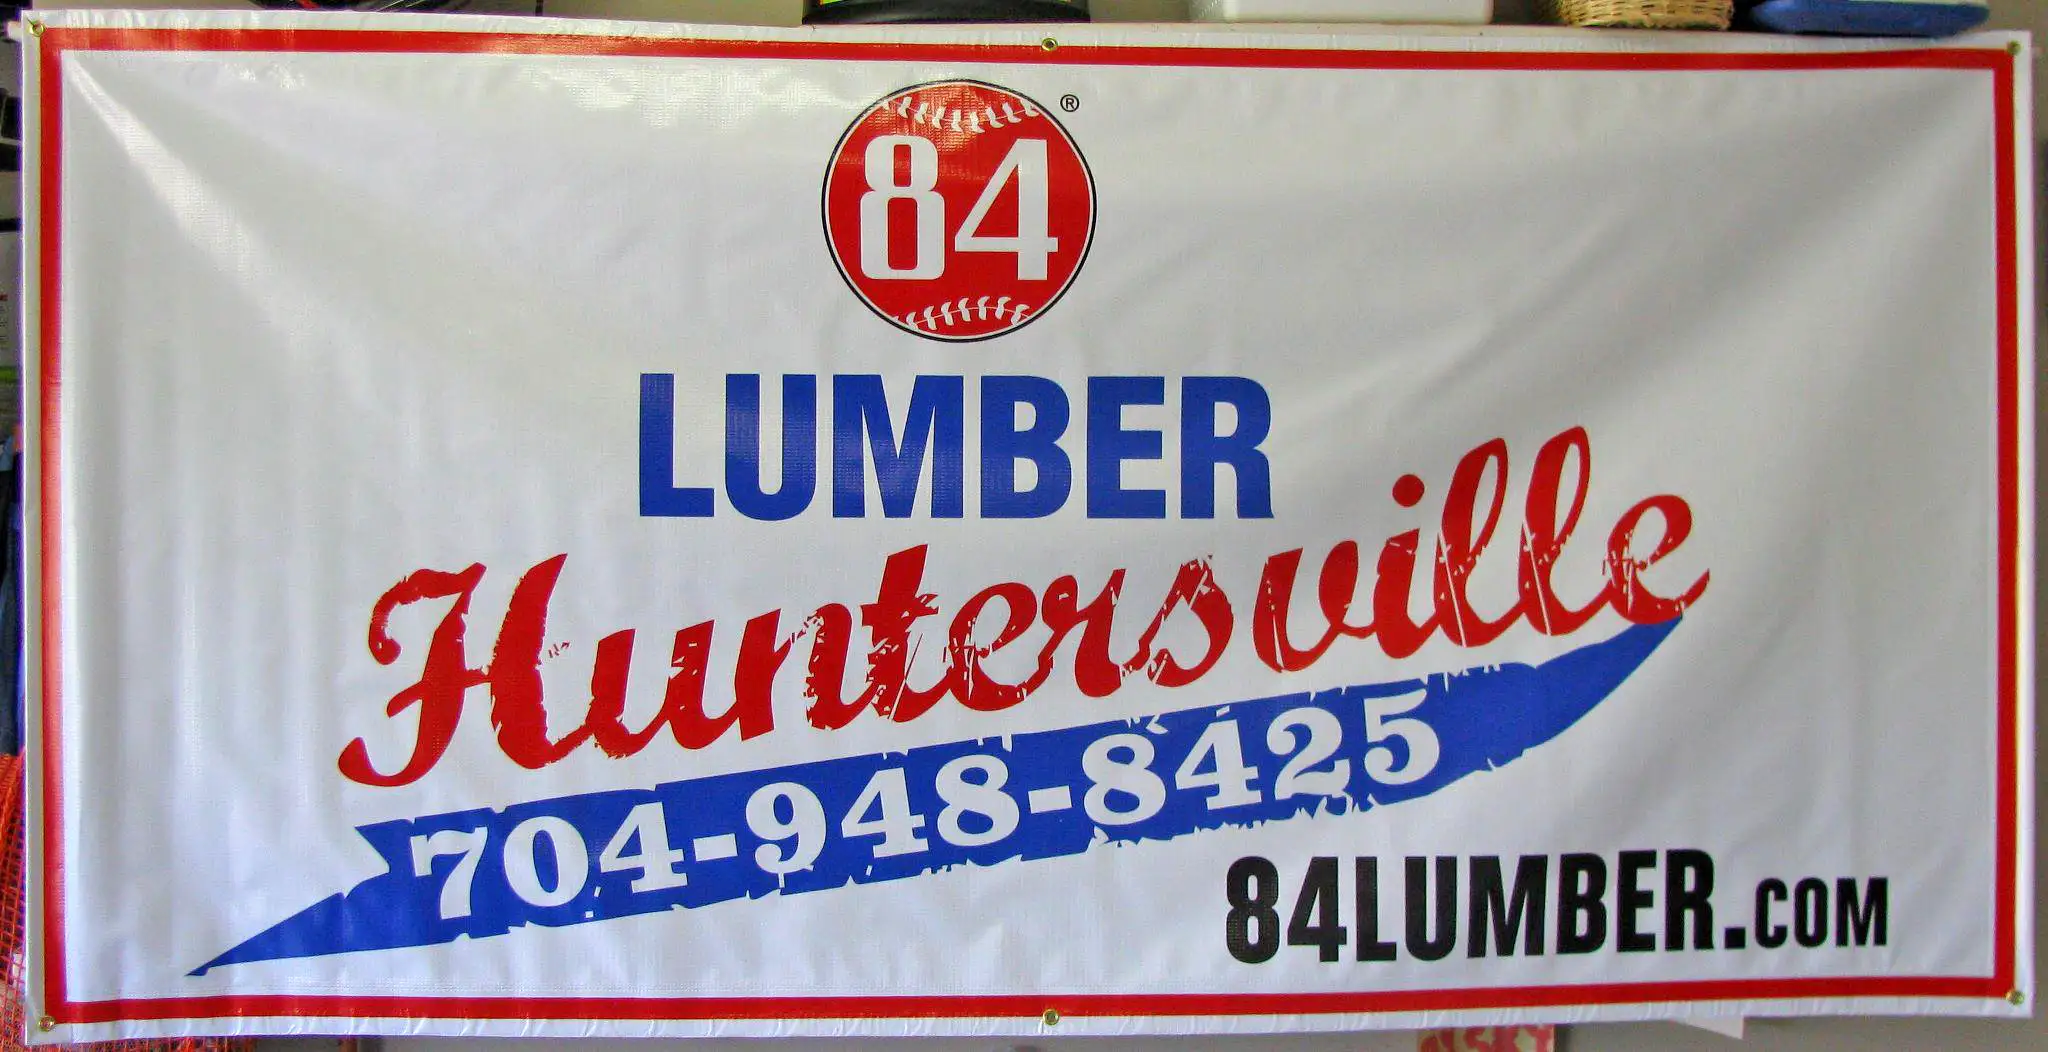 84®
LUMBER
Huntersville
704-948-8425
84LUMBER.COM